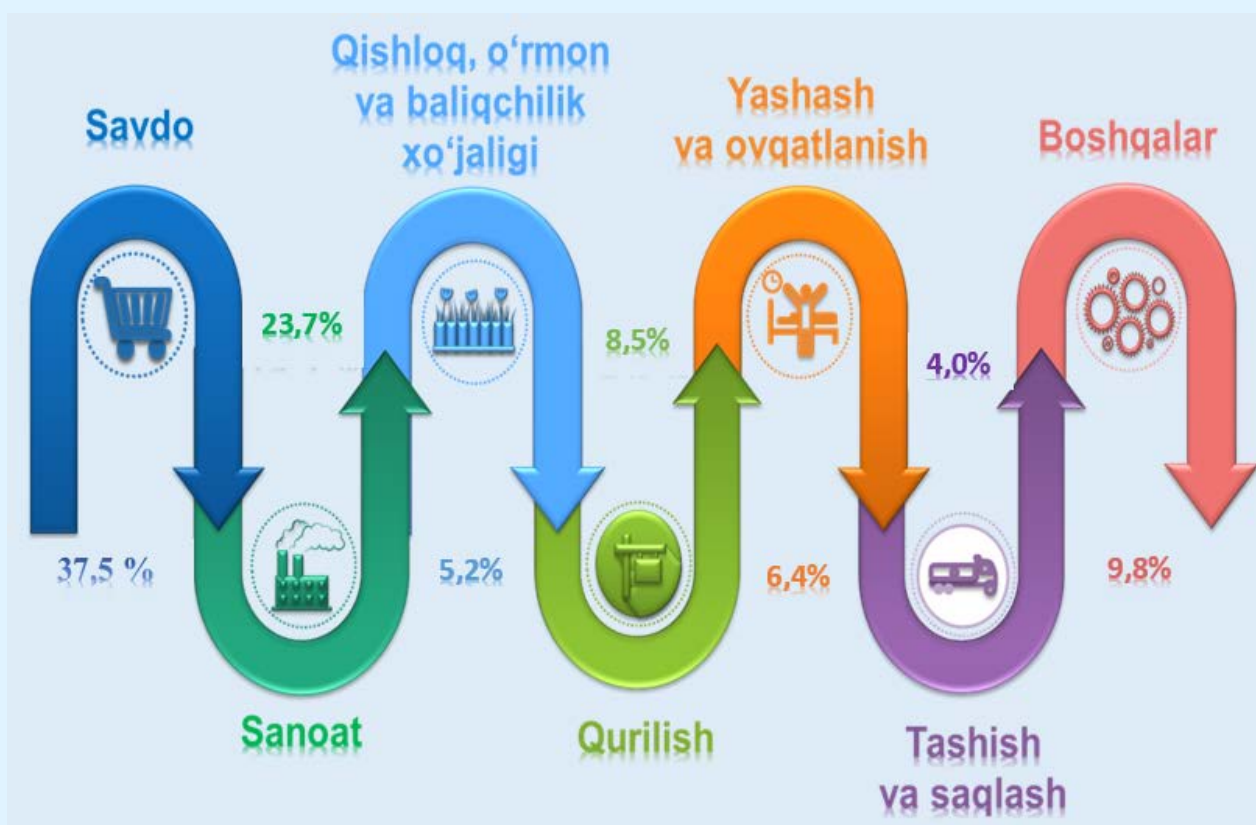 Savdo
37,5 %
Sanoat
23,7%
Qishloq, o‘rmon
va baliqchilik
xo‘jaligi
5,2%
Qurilish
8,5%
Yashash
va ovqatlanish
6,4%
Tashish
va saqlash
4,0%
Boshqalar
9,8%